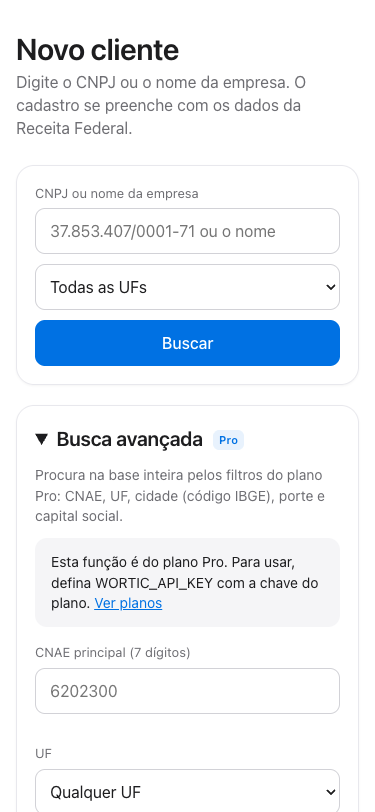 Novo cliente
Digite o CNPJ ou o nome da empresa. O
cadastro se preenche com os dados da
Receita Federal.
CNPJ ou nome da empresa
37.853.407/0001-71 ou o nome
Todas as UFs
Buscar
Busca avançada Pro
Procura na base inteira pelos filtros do plano
Pro: CNAE, UF, cidade (código IBGE), porte e
capital social.
Esta função é do plano Pro. Para usar,
defina WORTIC_API_KEY com a chave do
plano. Ver planos
CNAE principal (7 dígitos)
6202300
UF
Qualquer UF